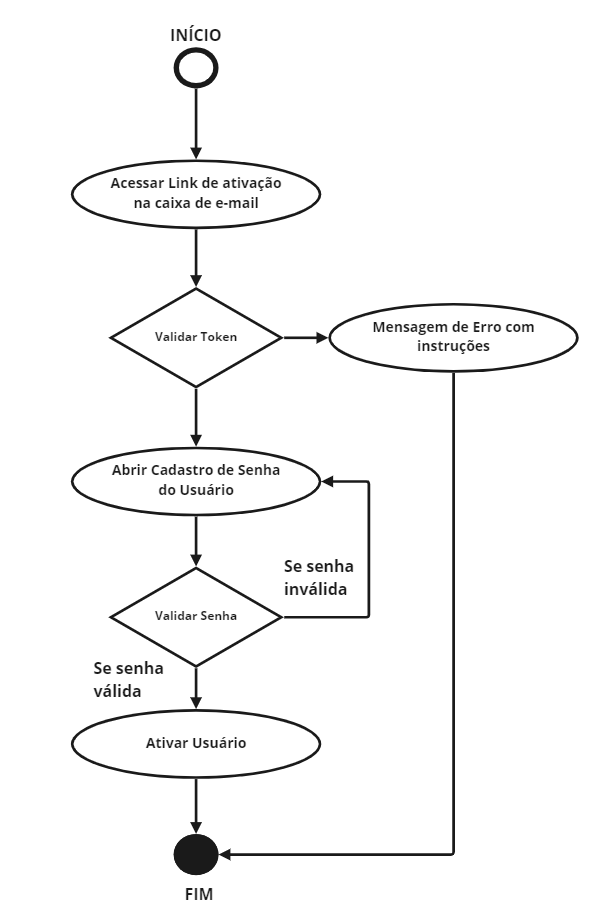 INÍCIO
Acessar Link de ativação
na caixa de e-mail
Validar Token
Mensagem de Erro com
instruções
Abrir Cadastro de Senha
do Usuário
Se senha
inválida
Validar Senha
Se senha
válida
Ativar Usuário
FIM